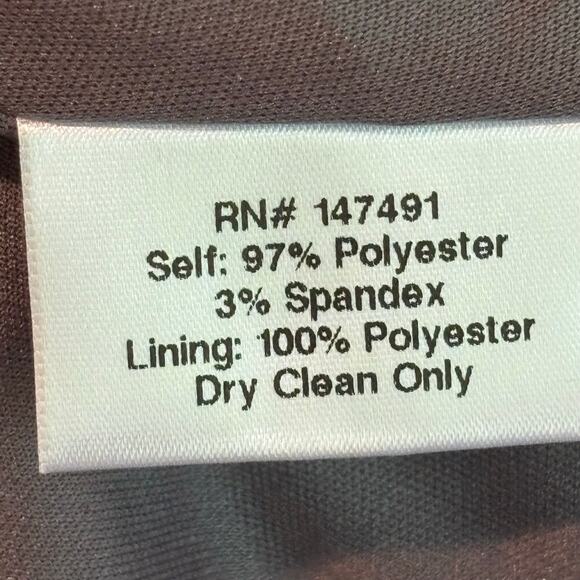 RN# 147491
Self: 97% Polyester
3% Spandex
Lining: 100% Polyester
Dry Clean Only